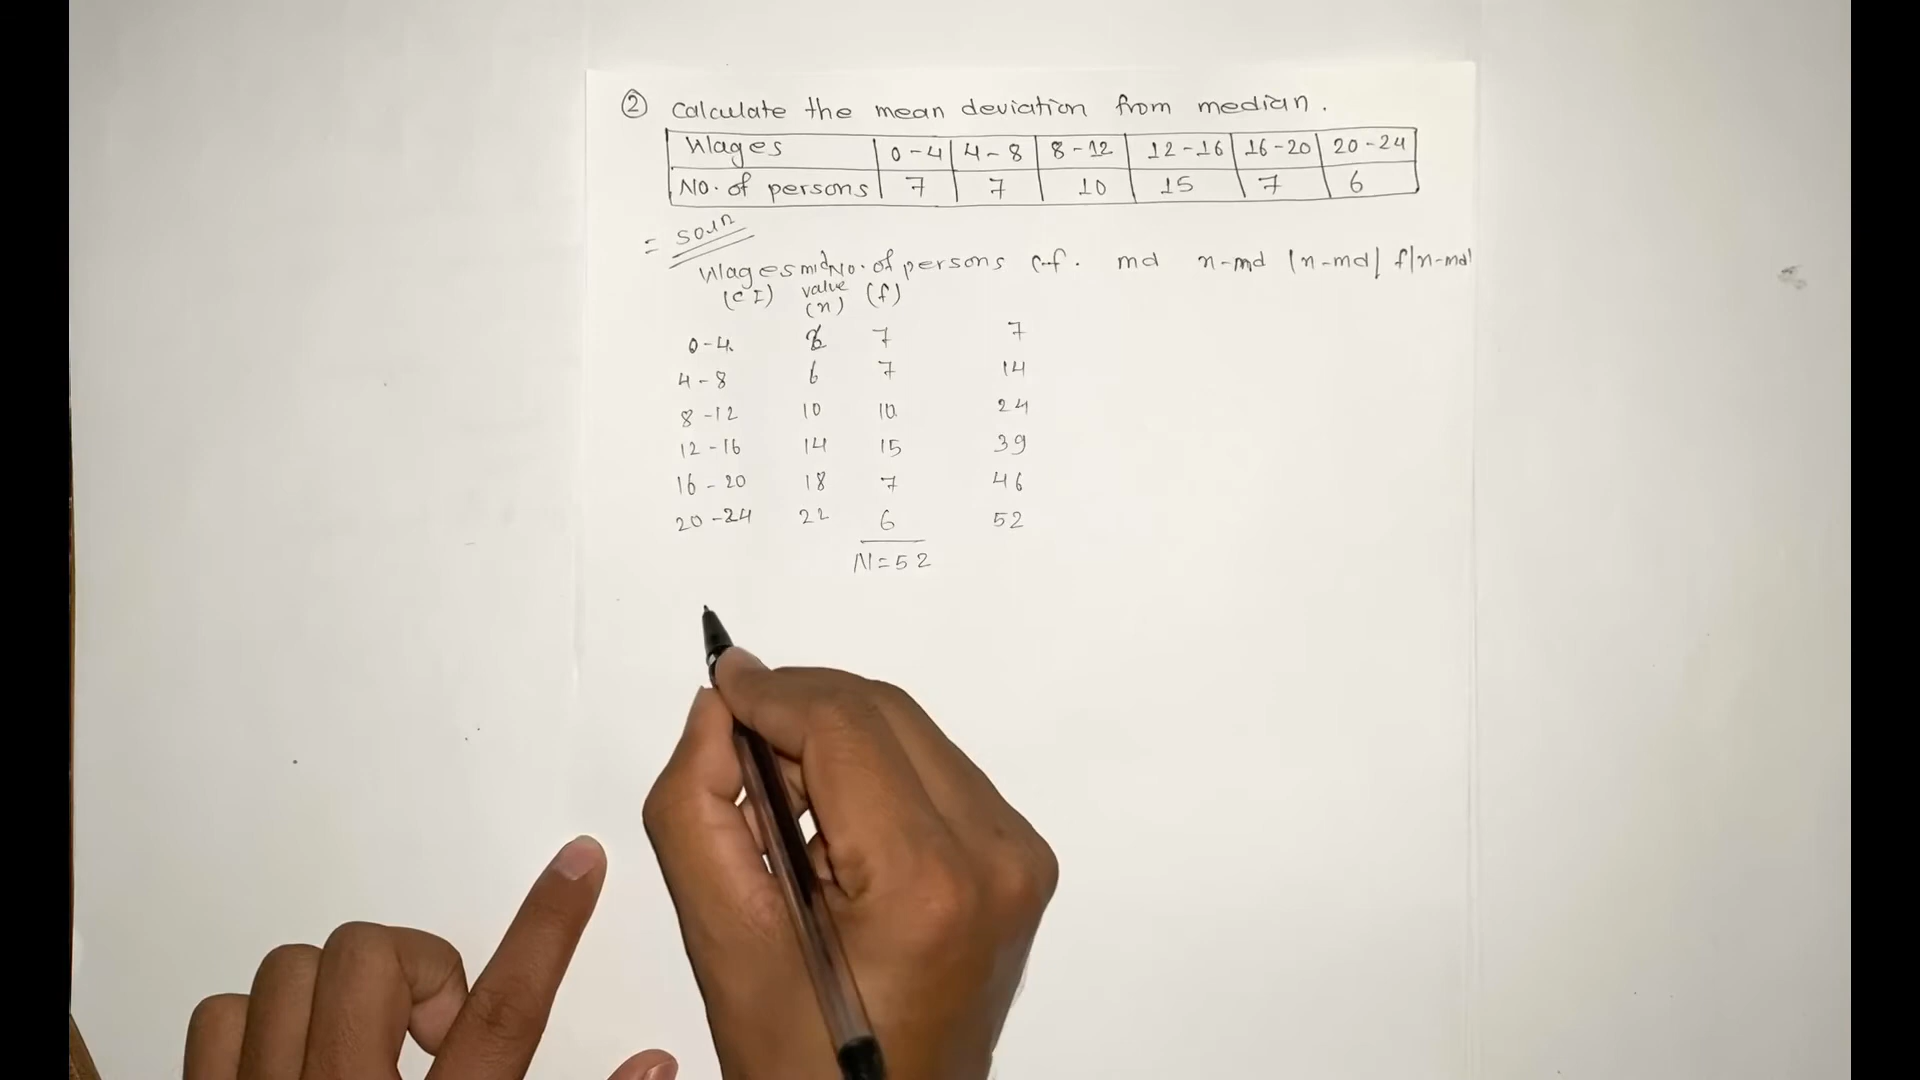 ② Calculate the mean deviation from median.
Wages 0-4 4-8 8-12 12-16 16-20 20-24
No. of persons 7 7 10 15 7 6
= Soln
Wages mid No. of persons c.f. md x-md |x-md| f|x-md|
(CI) value (f)
(x)
0-4 2 7 7
4-8 6 7 14
8-12 10 10 24
12-16 14 15 39
16-20 18 7 46
20-24 22 6 52
N=52